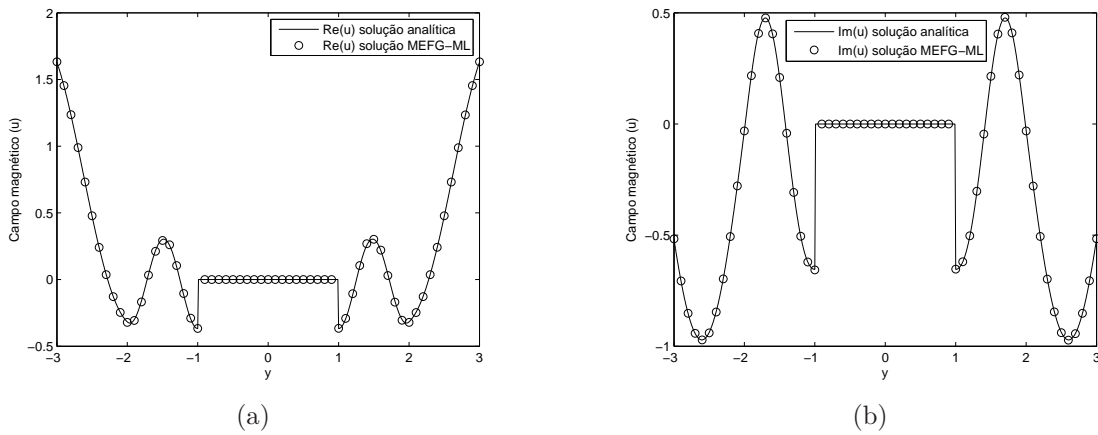 Re(u) solução analítica
Re(u) solução MEFG−ML
Campo magnético (u)
2
1.5
1
0.5
0
−0.5
−3
−2
−1
0
1
2
3
y
(a)
Im(u) solução analítica
Im(u) solução MEFG−ML
Campo magnético (u)
0.5
0
−0.5
−1
−3
−2
−1
0
1
2
3
y
(b)